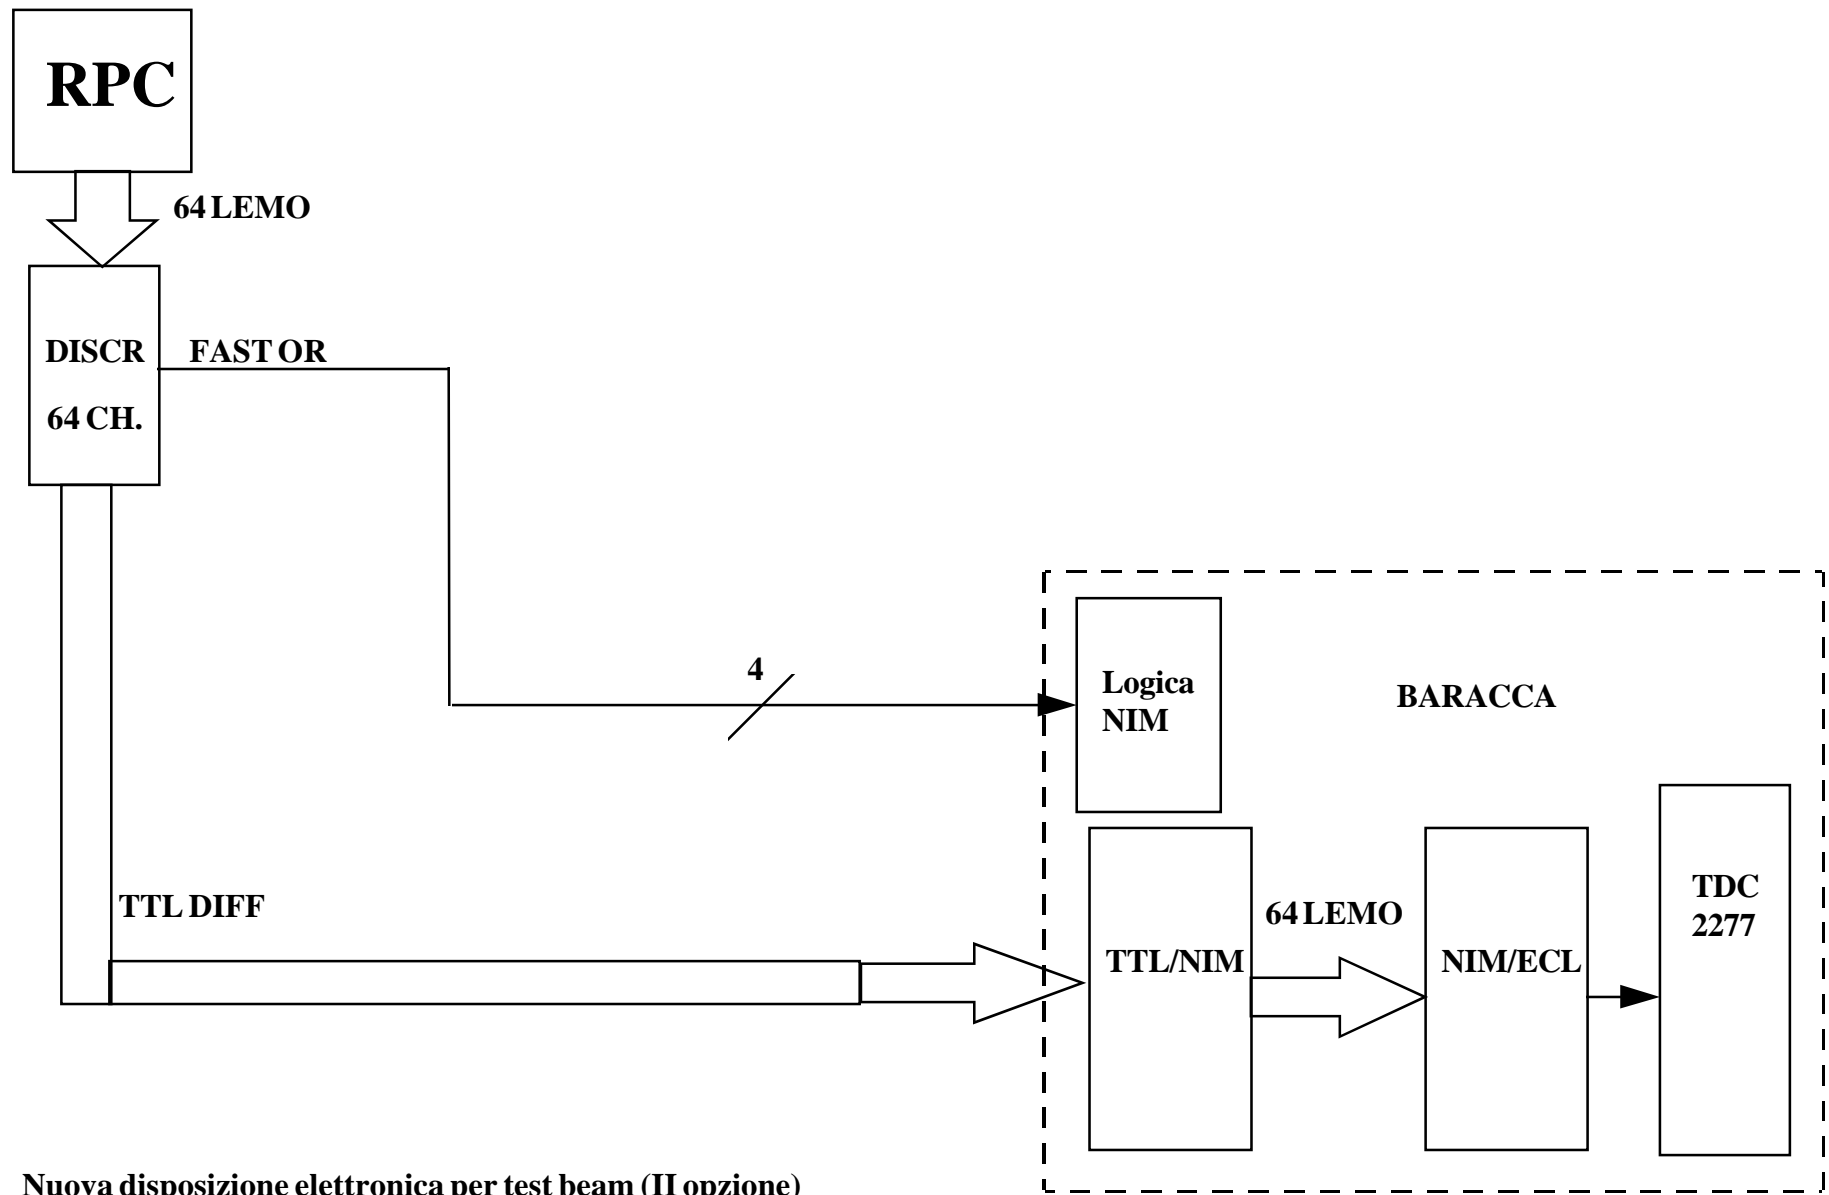 RPC
64 LEMO
DISCR
64 CH.
FAST OR
4
Logica
NIM
BARACCA
TTL DIFF
TTL/NIM
64 LEMO
NIM/ECL
TDC
2277
Nuova disposizione elettronica per test beam (II opzione)